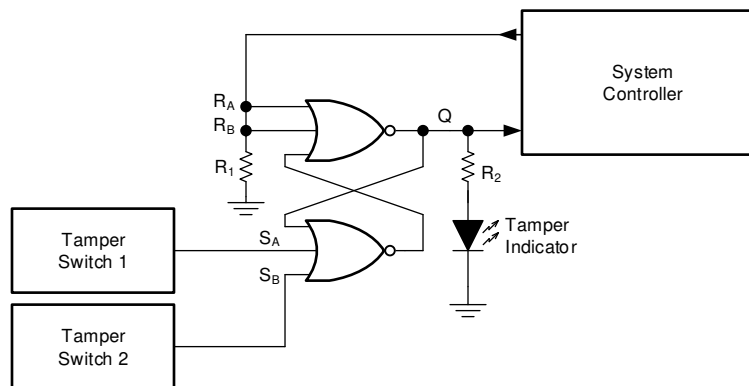 System
Controller
R_A
R_B
Q
R_1
R_2
Tamper
Indicator
Tamper
Switch 1
S_A
S_B
Tamper
Switch 2